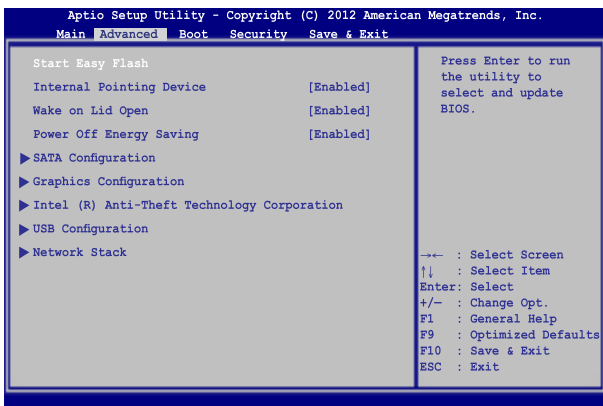 Aptio Setup Utility - Copyright (C) 2012 American Megatrends, Inc.
Main Advanced Boot Security Save & Exit
Start Easy Flash
Internal Pointing Device [Enabled]
Wake on Lid Open [Enabled]
Power Off Energy Saving [Enabled]
SATA Configuration
Graphics Configuration
Intel (R) Anti-Theft Technology Corporation
USB Configuration
Network Stack
Press Enter to run
the utility to
select and update
BIOS.
→← : Select Screen
↑↓ : Select Item
Enter: Select
+/— : Change Opt.
F1 : General Help
F9 : Optimized Defaults
F10 : Save & Exit
ESC : Exit